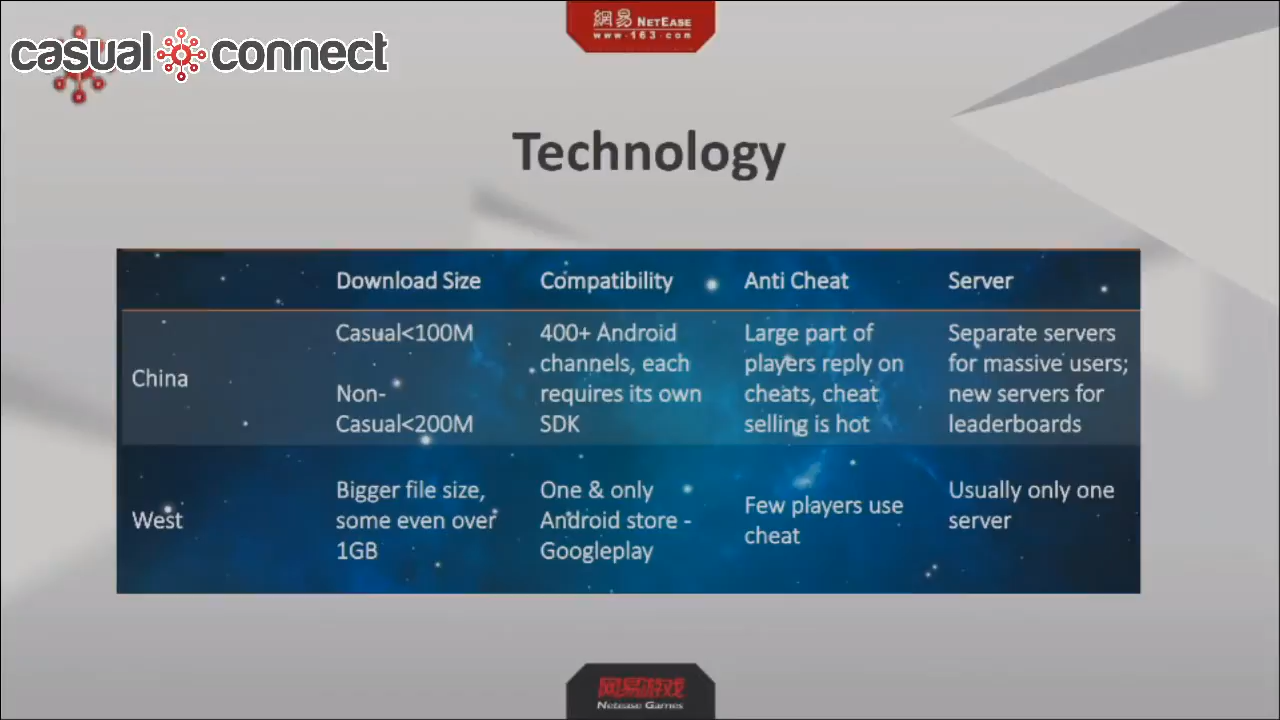 casual connect
網易 NETEASE
www.163.com
Technology
Download Size
Compatibility
Anti Cheat
Server
China
Casual<100M
Non-
Casual<200M
400+ Android
channels, each
requires its own
SDK
Large part of
players reply on
cheats, cheat
selling is hot
Separate servers
for massive users;
new servers for
leaderboards
West
Bigger file size,
some even over
1GB
One & only
Android store -
Googleplay
Few players use
cheat
Usually only one
server
网易游戏
Netease Games